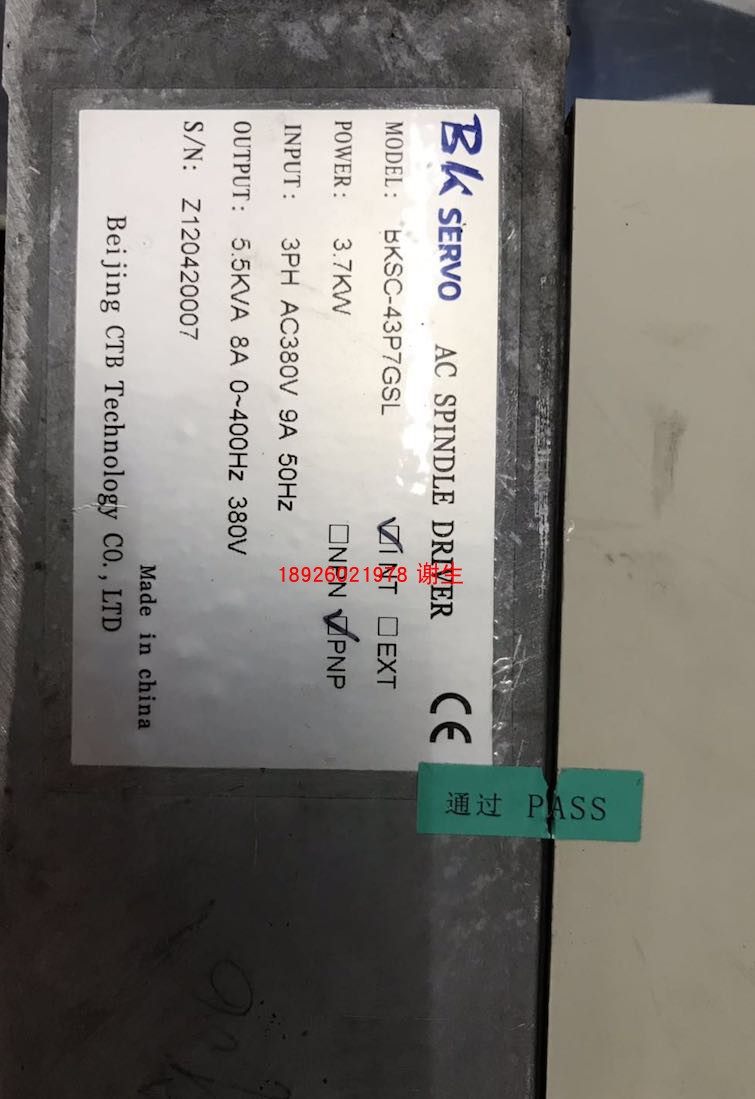 BK SERVO AC SPINDLE DRIVER CE
MODEL: BKSC-43P7GSL ☑INT ☐EXT
POWER: 3.7KW ☐NPN ☑PNP
INPUT: 3PH AC380V 9A 50Hz
OUTPUT: 5.5KVA 8A 0~400Hz 380V
S/N: Z120420007
Made in china
Beijing CTB Technology CO.,LTD
通过 PASS
18926021978 谢生